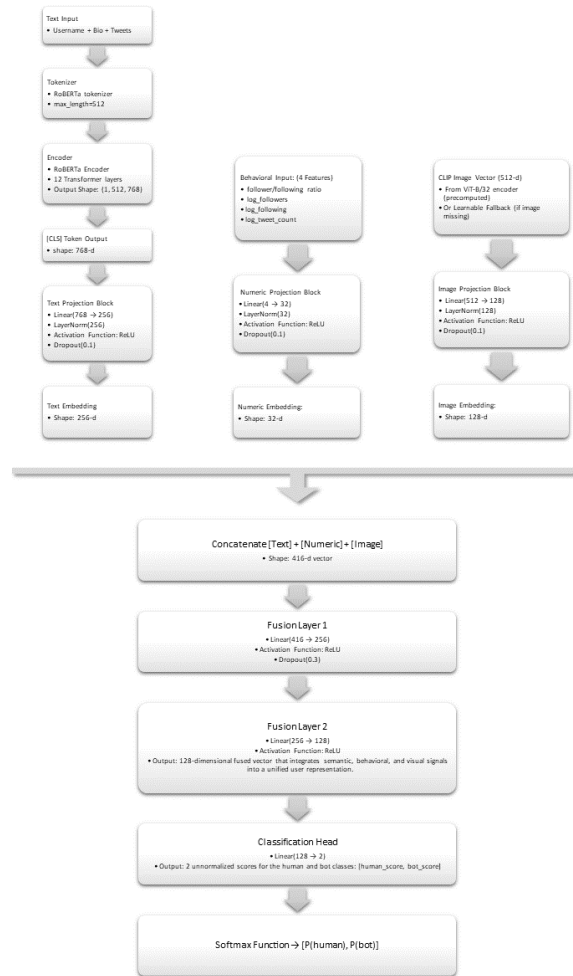 Text Input
• Username + Bio + Tweets
Tokenizer
• RoBERTa tokenizer
• max_length=512
Encoder
• RoBERTa Encoder
• 12 Transformer layers
• Output Shape: (1, 512, 768)
[CLS] Token Output
• shape: 768-d
Text Projection Block
• Linear(768 → 256)
• LayerNorm(256)
• Activation Function: ReLU
• Dropout(0.1)
Text Embedding
• Shape: 256-d
Behavioral Input: (4 Features)
• follower/following ratio
• log_followers
• log_following
• log_tweet_count
Numeric Projection Block
• Linear(4 → 32)
• LayerNorm(32)
• Activation Function: ReLU
• Dropout(0.1)
Numeric Embedding:
• Shape: 32-d
CLIP Image Vector (512-d)
• From ViT-B/32 encoder
(precomputed)
• Or Learnable Fallback (if image
missing)
Image Projection Block
• Linear(512 → 128)
• LayerNorm(128)
• Activation Function: ReLU
• Dropout(0.1)
Image Embedding:
• Shape: 128-d
Concatenate [Text] + [Numeric] + [Image]
• Shape: 416-d vector
Fusion Layer 1
• Linear(416 → 256)
• Activation Function: ReLU
• Dropout(0.3)
Fusion Layer 2
• Linear(256 → 128)
• Activation Function: ReLU
• Output: 128-dimensional fused vector that integrates semantic, behavioral, and visual signals
into a unified user representation.
Classification Head
• Linear(128 → 2)
• Output: 2 unnormalized scores for the human and bot classes: [human_score, bot_score]
Softmax Function → [P(human), P(bot)]